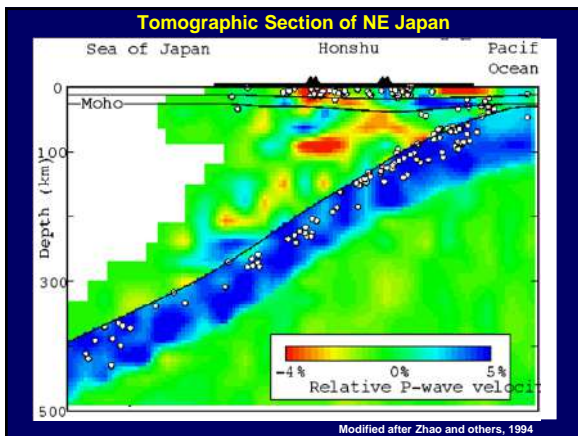 Tomographic Section of NE Japan
Sea of Japan Honshu Pacif
Ocean
0
Moho
100
Depth (km)
300
500
-4% 0% 5%
Relative P-wave velocit
Modified after Zhao and others, 1994